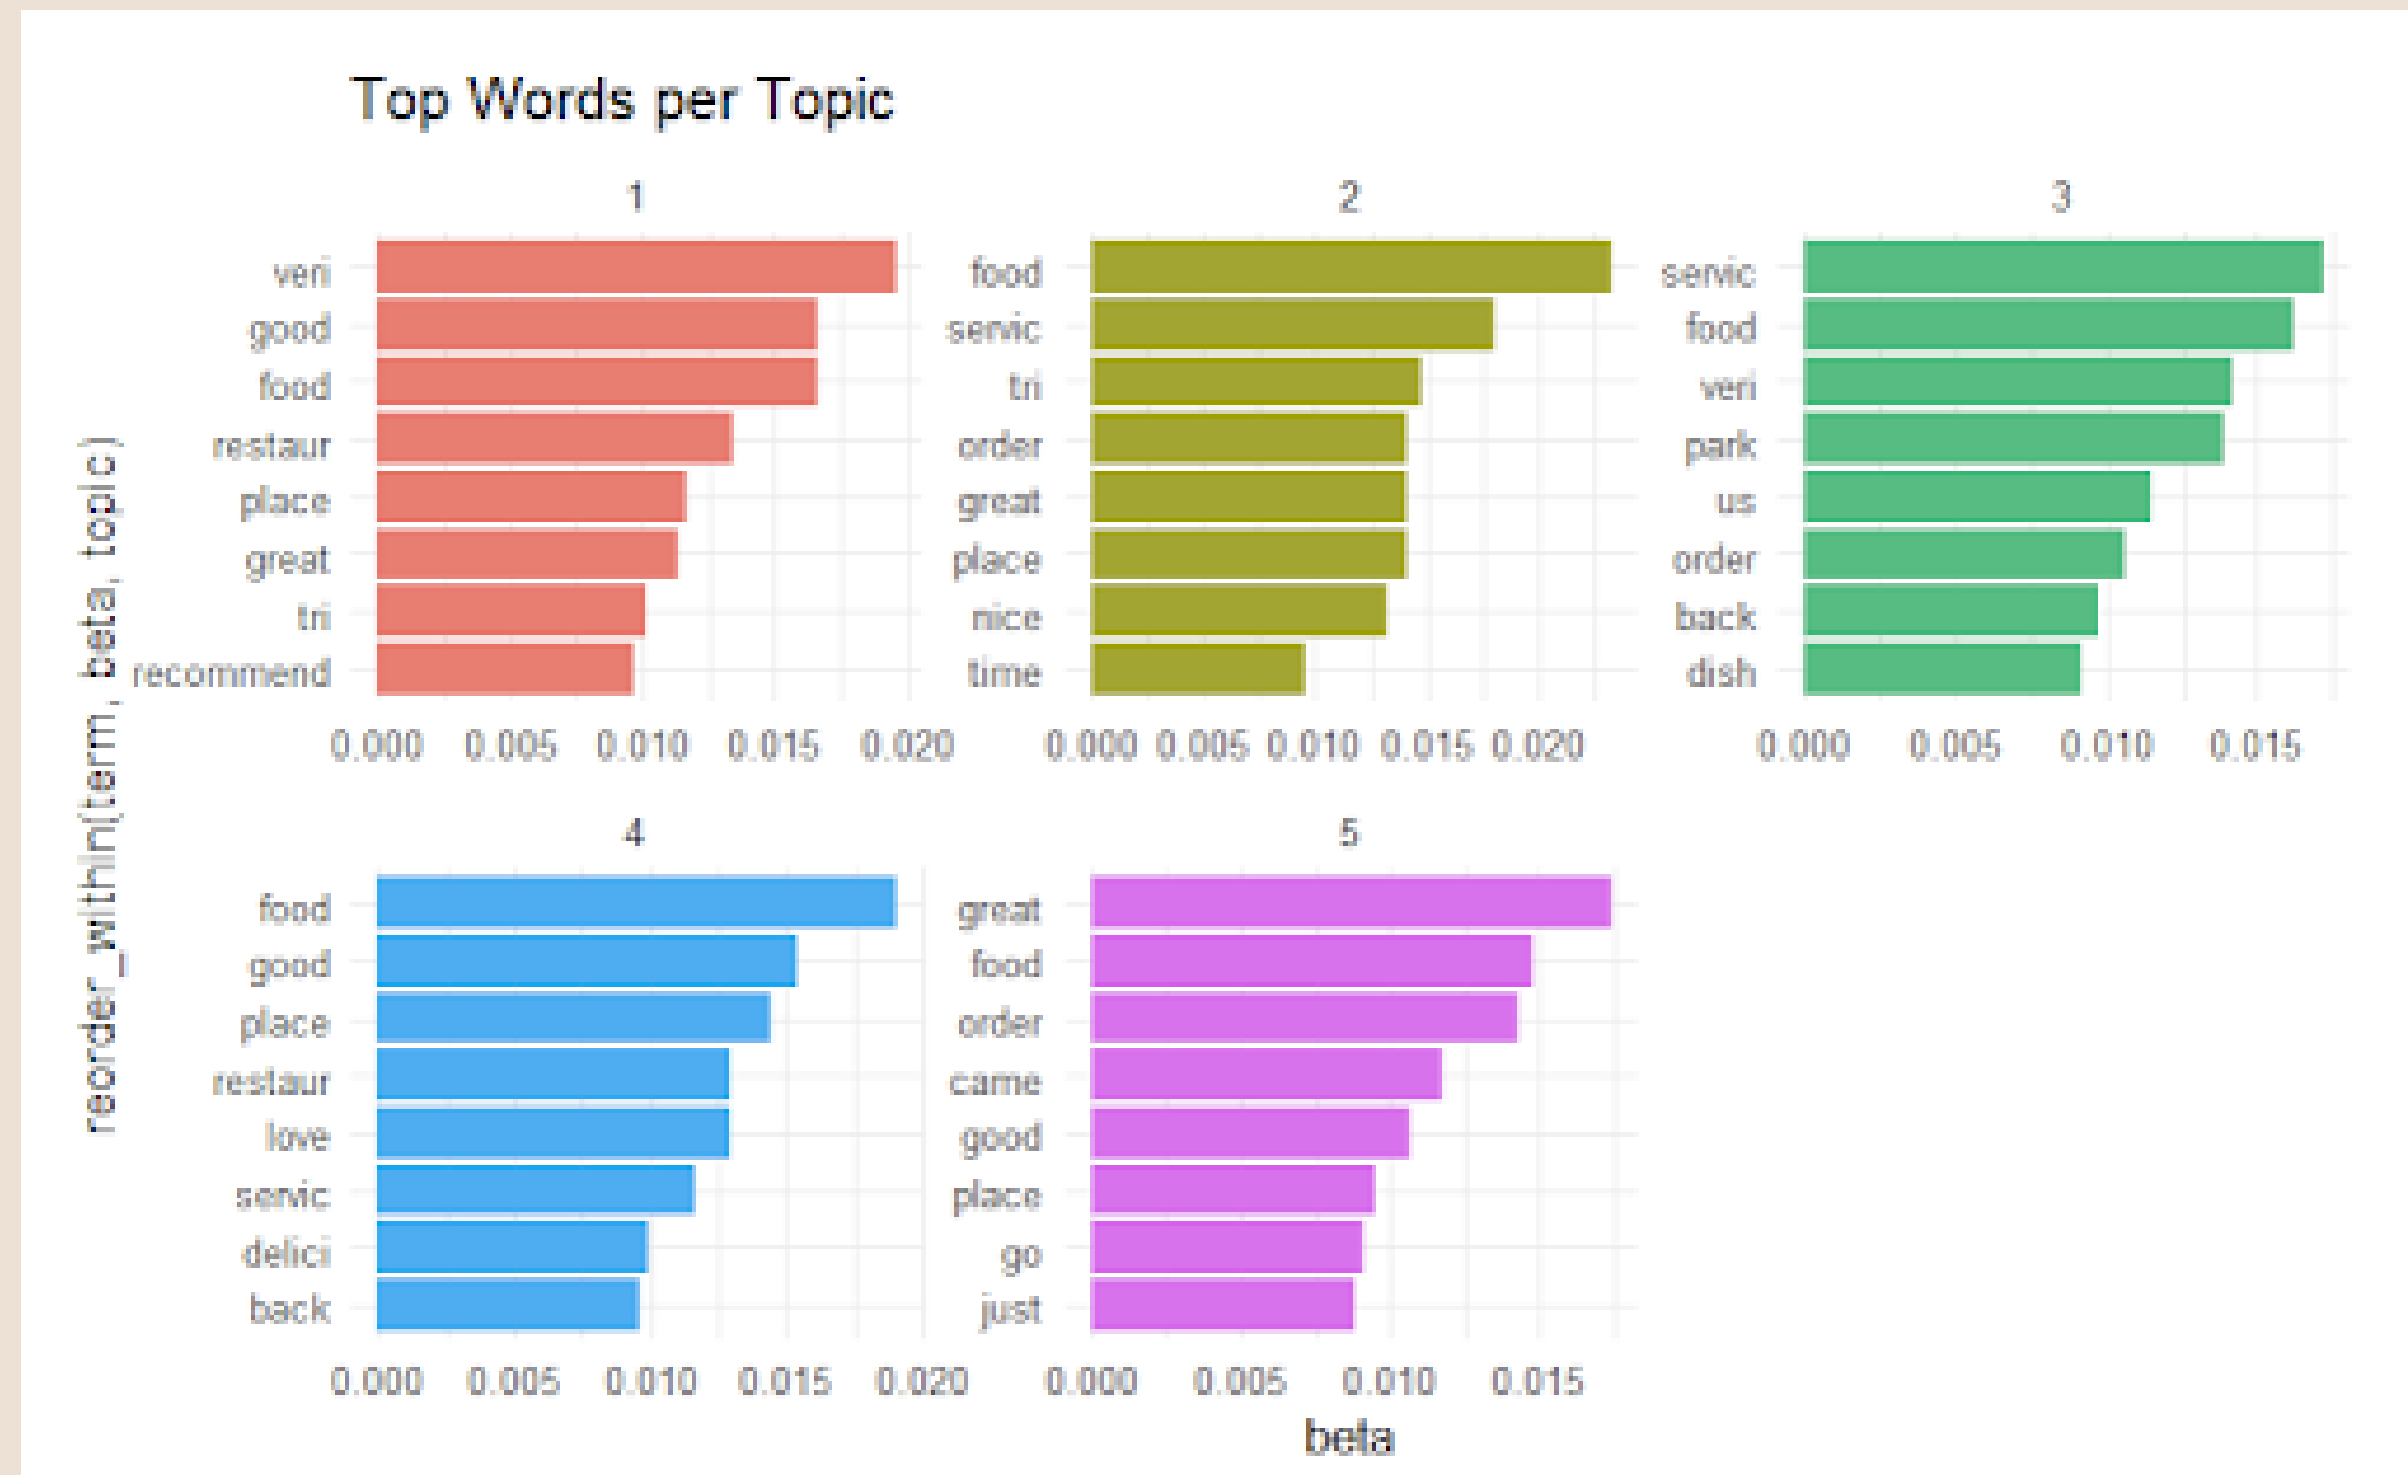 Top Words per Topic
reorder_within(term, beta, topic)
1
veri
good
food
restaur
place
great
tri
recommend
0.000 0.005 0.010 0.015 0.020
2
food
servic
tri
order
great
place
nice
time
0.000 0.005 0.010 0.015 0.020
3
servic
food
veri
park
us
order
back
dish
0.000 0.005 0.010 0.015
4
food
good
place
restaur
love
servic
delici
back
0.000 0.005 0.010 0.015 0.020
5
great
food
order
came
good
place
go
just
0.000 0.005 0.010 0.015
beta